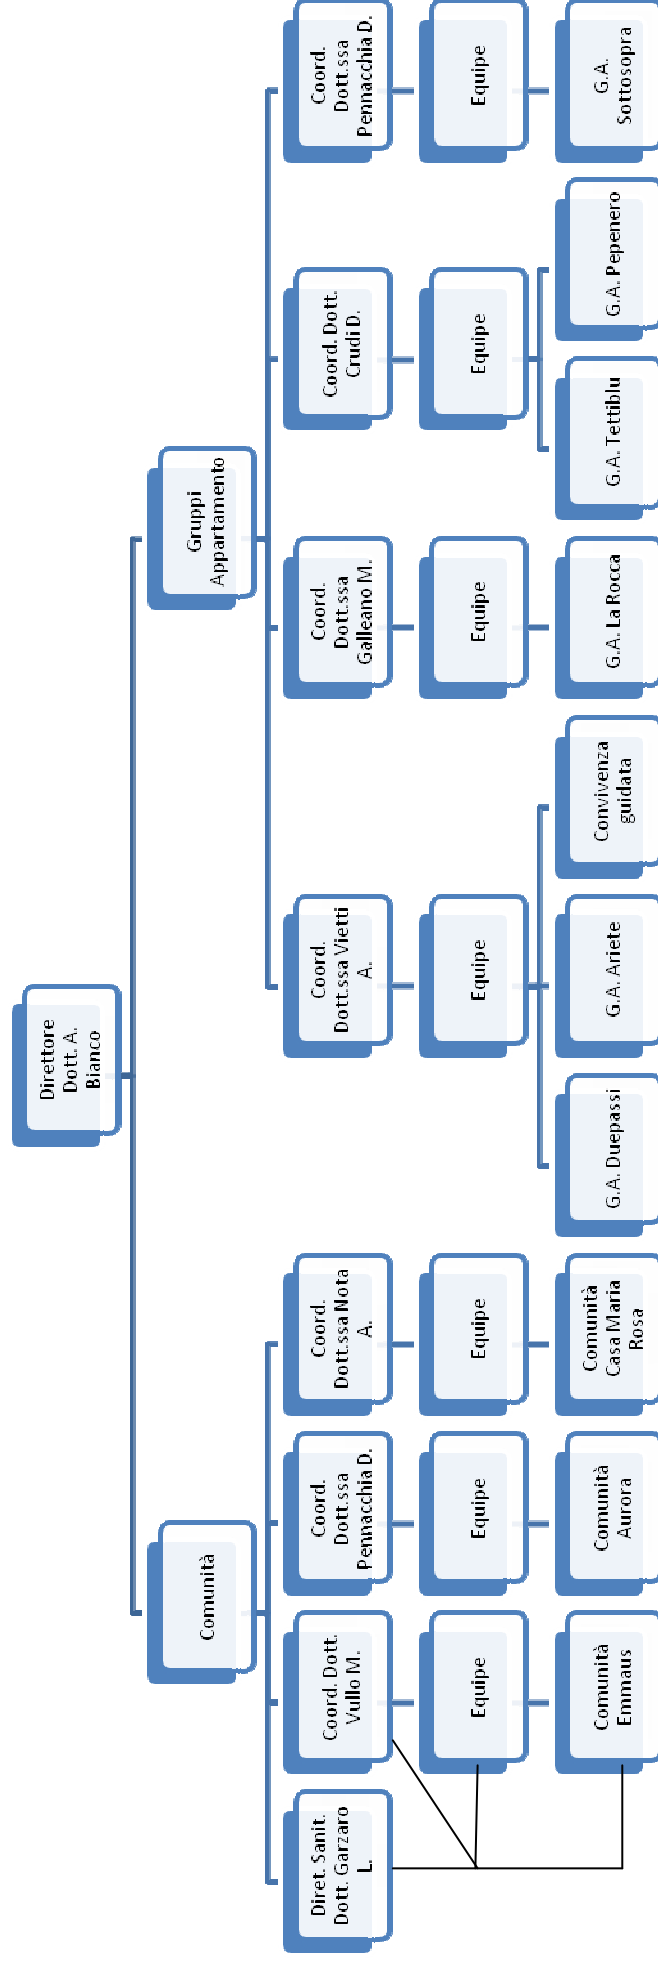 Direttore
Dott. A.
Bianco
Comunità
Gruppi
Appartamento
Diret. Sanit.
Dott. Garzaro
L.
Coord. Dott.
Vullo M.
Coord.
Dott.ssa
Pennacchia D.
Coord.
Dott.ssa Nota
A.
Coord.
Dott.ssa Vietti
A.
Coord.
Dott.ssa
Galleano M.
Coord. Dott.
Crudi D.
Coord.
Dott.ssa
Pennacchia D.
Equipe
Equipe
Equipe
Equipe
Equipe
Equipe
Equipe
Comunità
Emmaus
Comunità
Aurora
Comunità
Casa Maria
Rosa
G.A. Duepassi
G.A. Ariete
Convivenza
guidata
G.A. La Rocca
G.A. Tettiblu
G.A. Pepenero
G.A.
Sottosopra